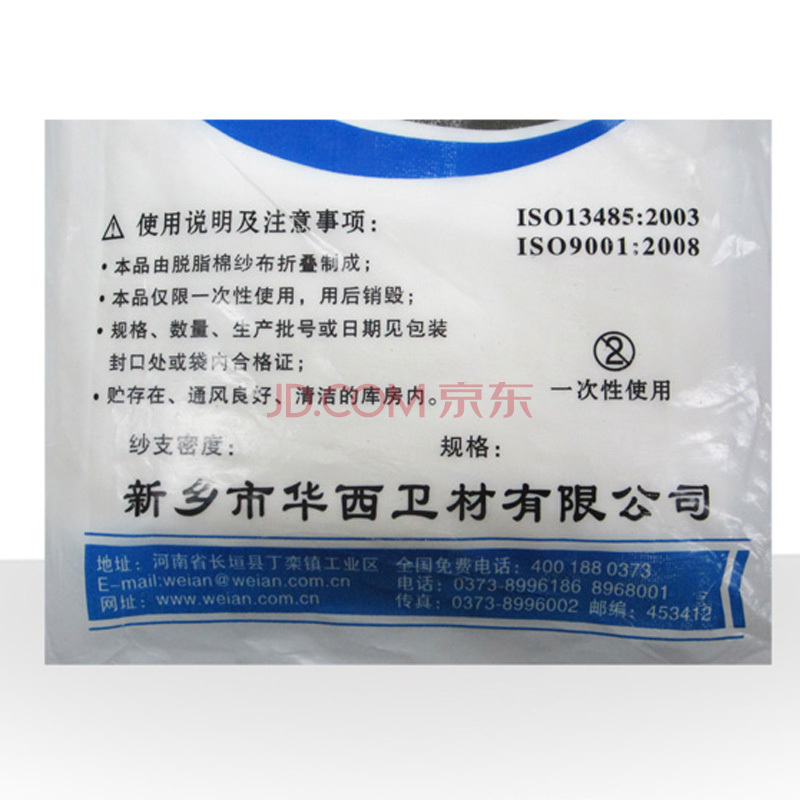 使用说明及注意事项：
ISO13485:2003
ISO9001:2008
·本品由脱脂棉纱布折叠制成；
·本品仅限一次性使用，用后销毁；
·规格、数量、生产批号或日期见包装
封口处或袋内合格证；
·贮存在、通风良好、清洁的库房内。
2
一次性使用
JD.COM 京东
纱支密度：
规格：
新乡市华西卫材有限公司
地址：河南省长垣县丁栾镇工业区 全国免费电话：400 188 0373
E-mail:weian@weian.com.cn 电话：0373-8996186 8968001
网址：www.weian.com.cn 传真：0373-8996002 邮编：453412